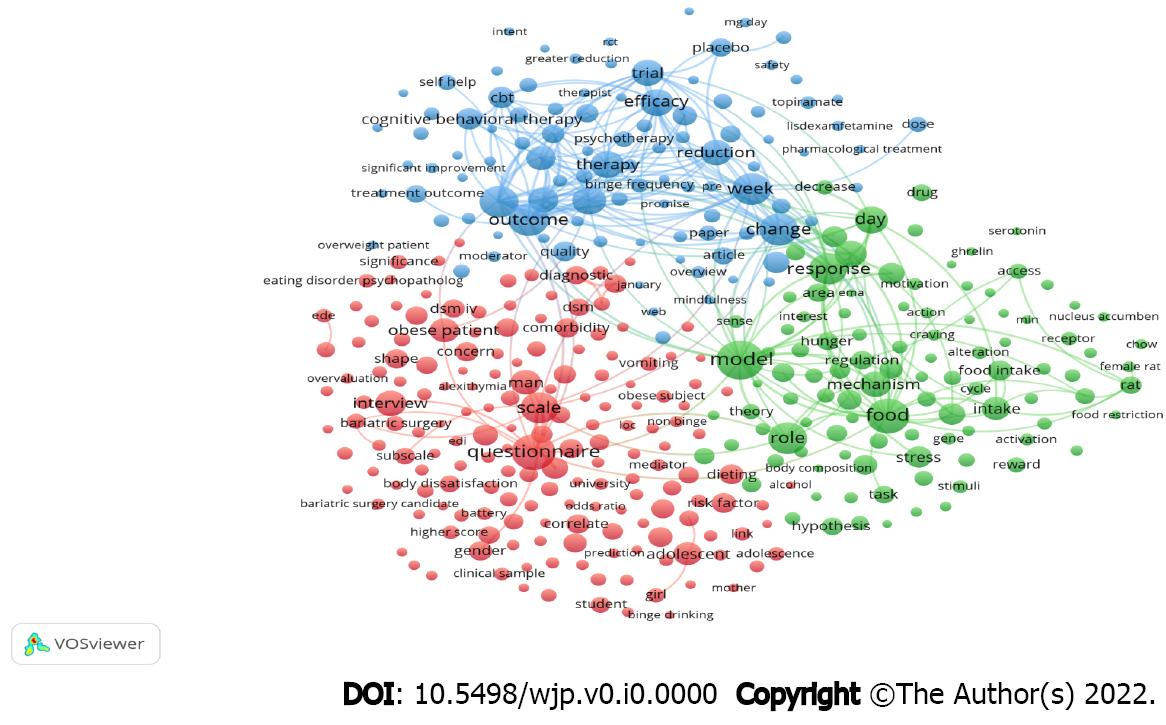 mg day
intent
rct
placebo
greater reduction
safety
trial
self help
therapist
cbt
efficacy
topiramate
cognitive behavioral therapy
lisdexamfetamine
dose
psychotherapy
reduction
pharmacological treatment
significant improvement
therapy
treatment outcome
binge frequency
pre
week
decrease
drug
promise
outcome
day
change
paper
serotonin
overweight patient
moderator
quality
article
ghrelin
significance
response
access
eating disorder psychopatholog
diagnostic
overview
motivation
january
area
ema
mindfulness
dsm iv
dsm
web
sense
interest
action
min
nucleus accumben
ede
obese patient
comorbidity
craving
receptor
hunger
chow
shape
concern
model
regulation
alteration
vomiting
female rat
food intake
overvaluation
alexithymia
man
mechanism
cycle
rat
obese subject
interview
scale
theory
food
intake
food restriction
bariatric surgery
loc
non binge
edi
role
gene
activation
questionnaire
subscale
mediator
body composition
stress
reward
body dissatisfaction
university
dieting
alcohol
stimuli
task
bariatric surgery candidate
odds ratio
risk factor
battery
correlate
hypothesis
higher score
link
gender
prediction
adolescent
adolescence
clinical sample
mother
girl
student
binge drinking
VOSviewer
DOI: 10.5498/wjp.v0.i0.0000 Copyright ©The Author(s) 2022.